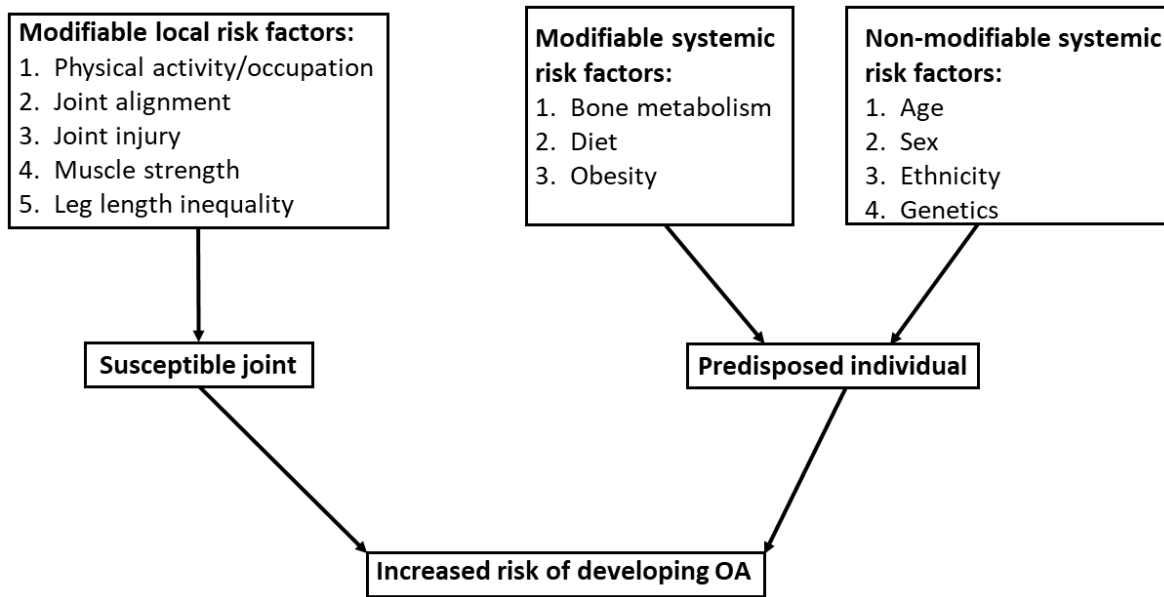 Modifiable local risk factors:
1. Physical activity/occupation
2. Joint alignment
3. Joint injury
4. Muscle strength
5. Leg length inequality
Modifiable systemic
risk factors:
1. Bone metabolism
2. Diet
3. Obesity
Non-modifiable systemic
risk factors:
1. Age
2. Sex
3. Ethnicity
4. Genetics
Susceptible joint
Predisposed individual
Increased risk of developing OA